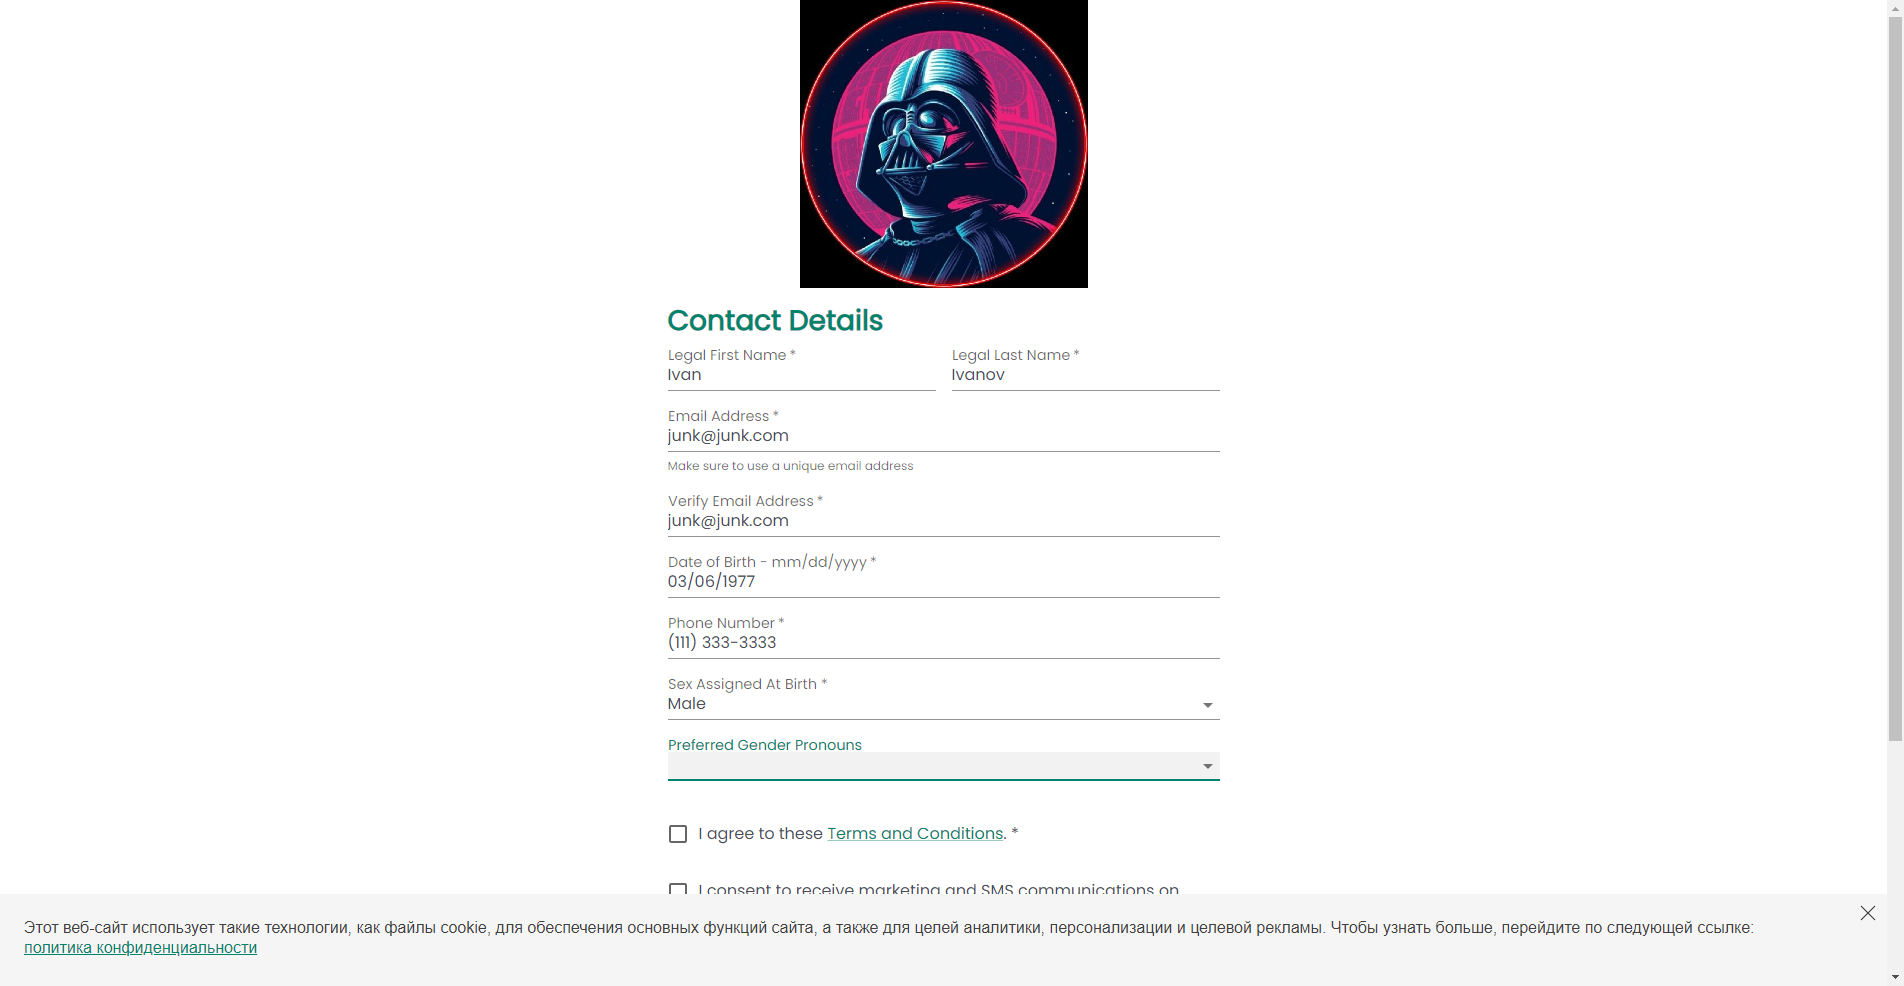 Contact Details
Legal First Name *
Ivan
Legal Last Name *
Ivanov
Email Address *
junk@junk.com
Make sure to use a unique email address
Verify Email Address *
junk@junk.com
Date of Birth - mm/dd/yyyy *
03/06/1977
Phone Number *
(111) 333-3333
Sex Assigned At Birth *
Male
Preferred Gender Pronouns
I agree to these Terms and Conditions. *
I consent to receive marketing and SMS communications on
Этот веб-сайт использует такие технологии, как файлы cookie, для обеспечения основных функций сайта, а также для целей аналитики, персонализации и целевой рекламы. Чтобы узнать больше, перейдите по следующей ссылке:
политика конфиденциальности